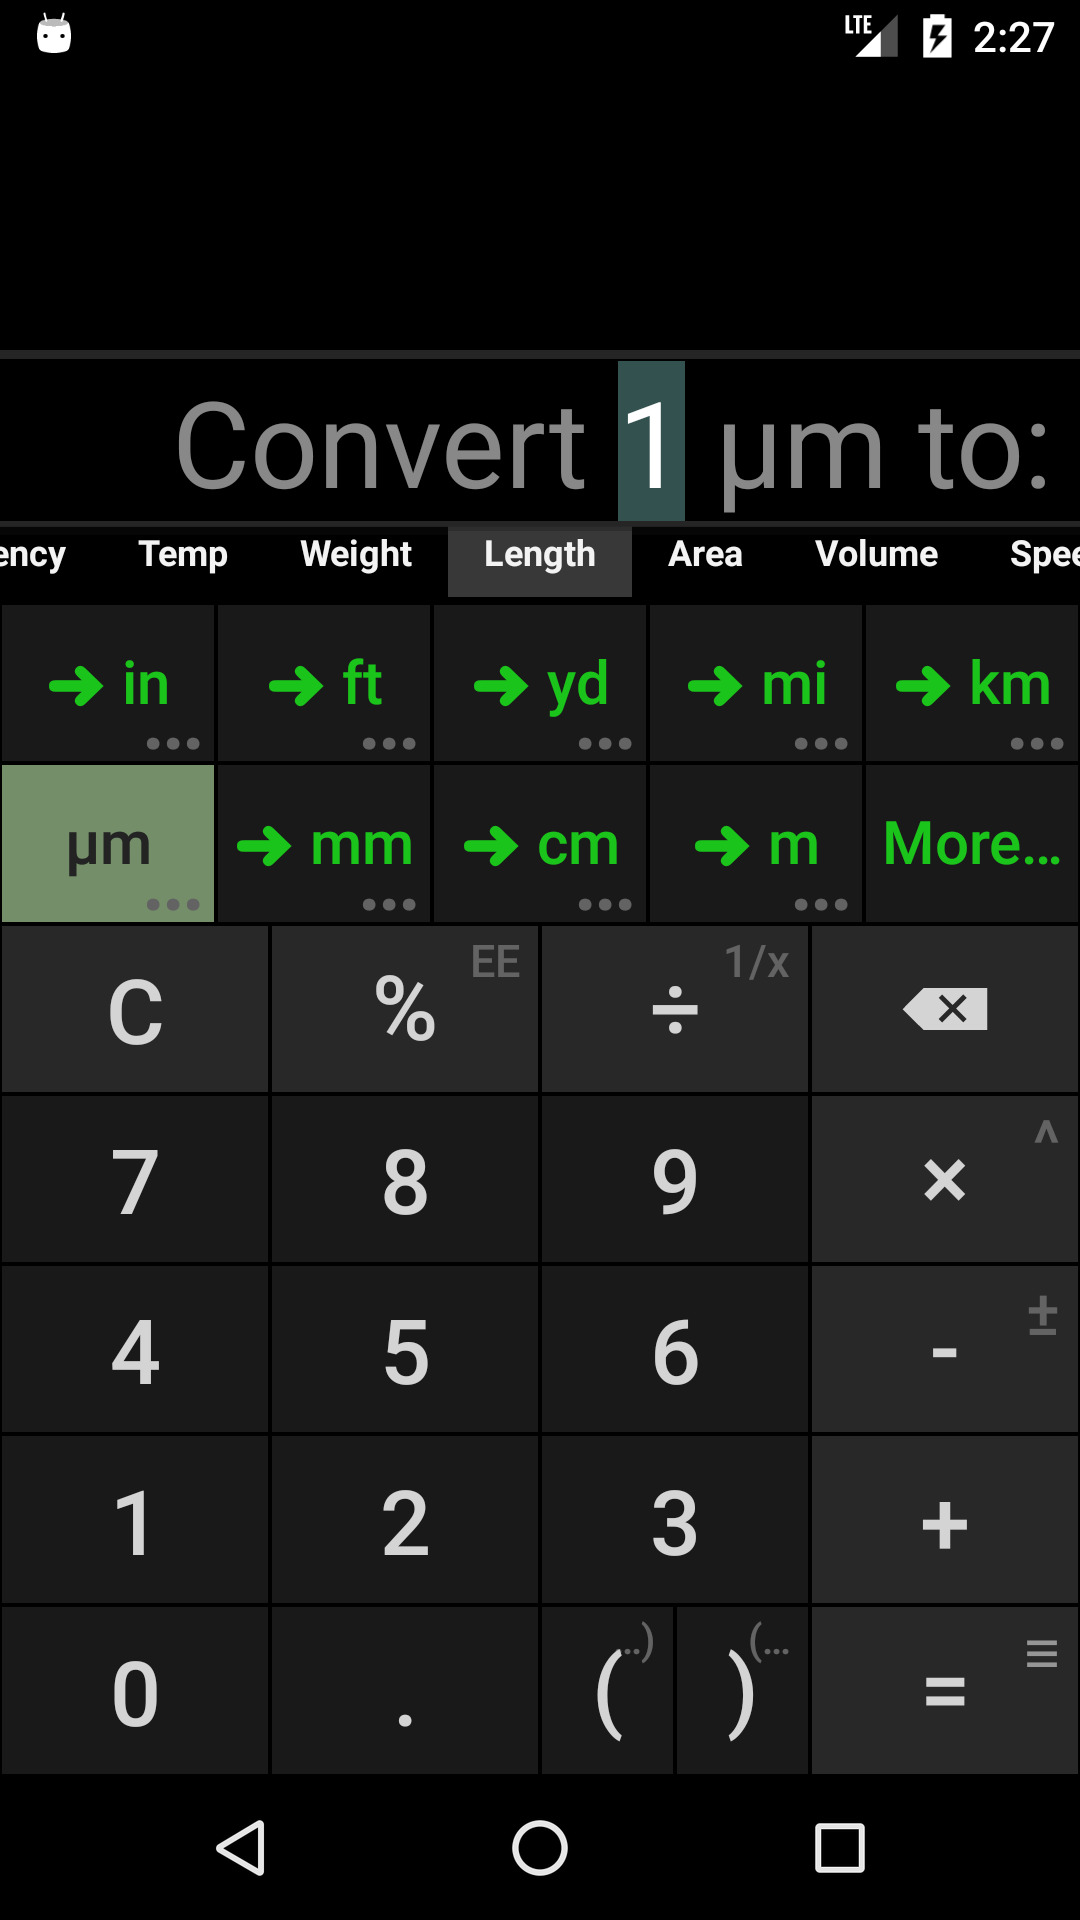 LTE 2:27
Convert 1 µm to:
ency Temp Weight Length Area Volume Spee
in ft yd mi km
µm mm cm m More...
C % EE ÷ 1/x
7 8 9 × ^
4 5 6 - ±
1 2 3 +
0 . ( ..) ) (... =